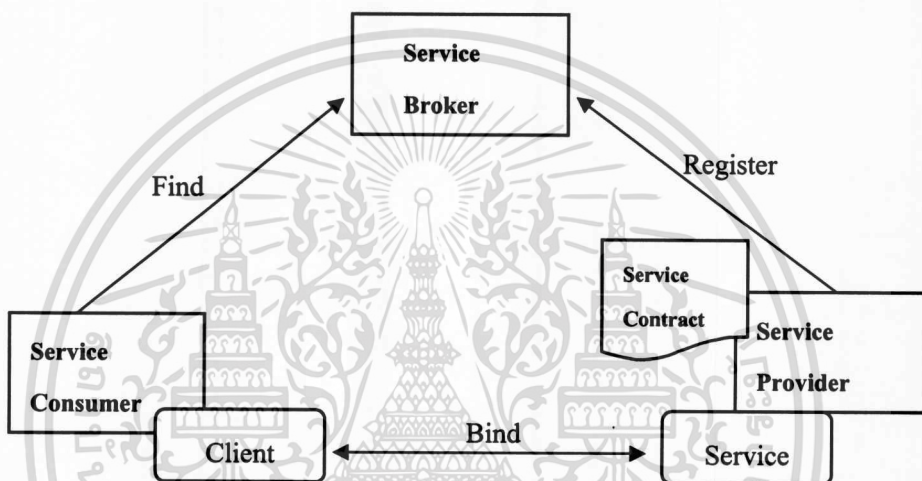 Service
Broker
Find
Register
Service
Contract
Service
Consumer
Service
Provider
Client
Bind
Service